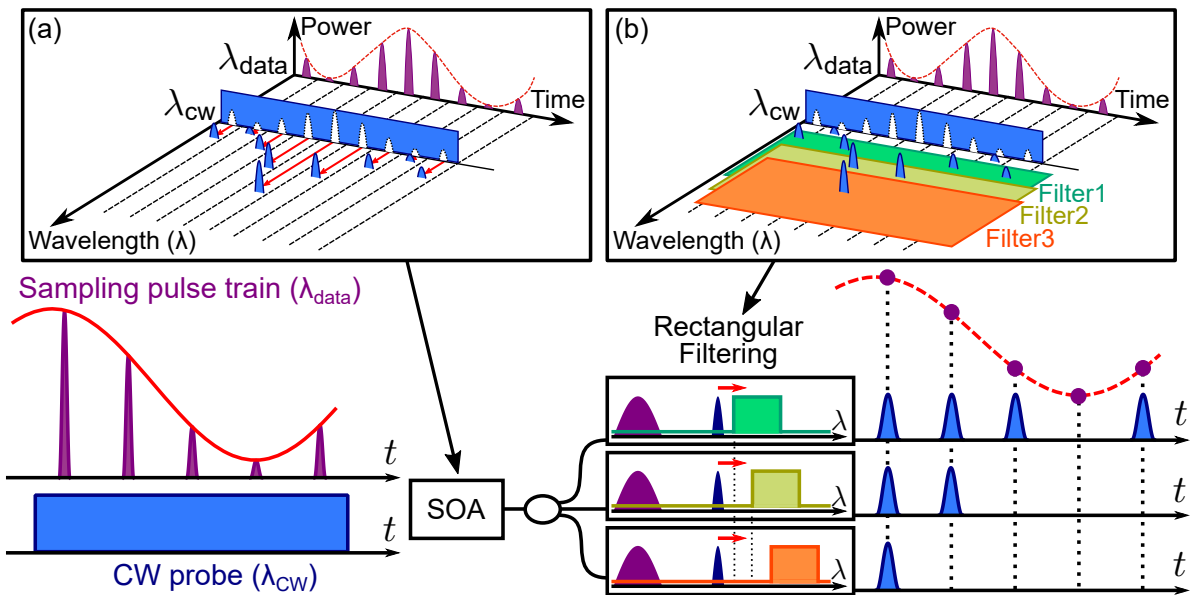 (a)
Power
λdata
λcw
Time
Wavelength (λ)
(b)
Power
λdata
λcw
Time
Filter1
Filter2
Filter3
Wavelength (λ)
Sampling pulse train (λdata)
t
t
CW probe (λCW)
SOA
Rectangular
Filtering
λ
λ
λ
t
t
t